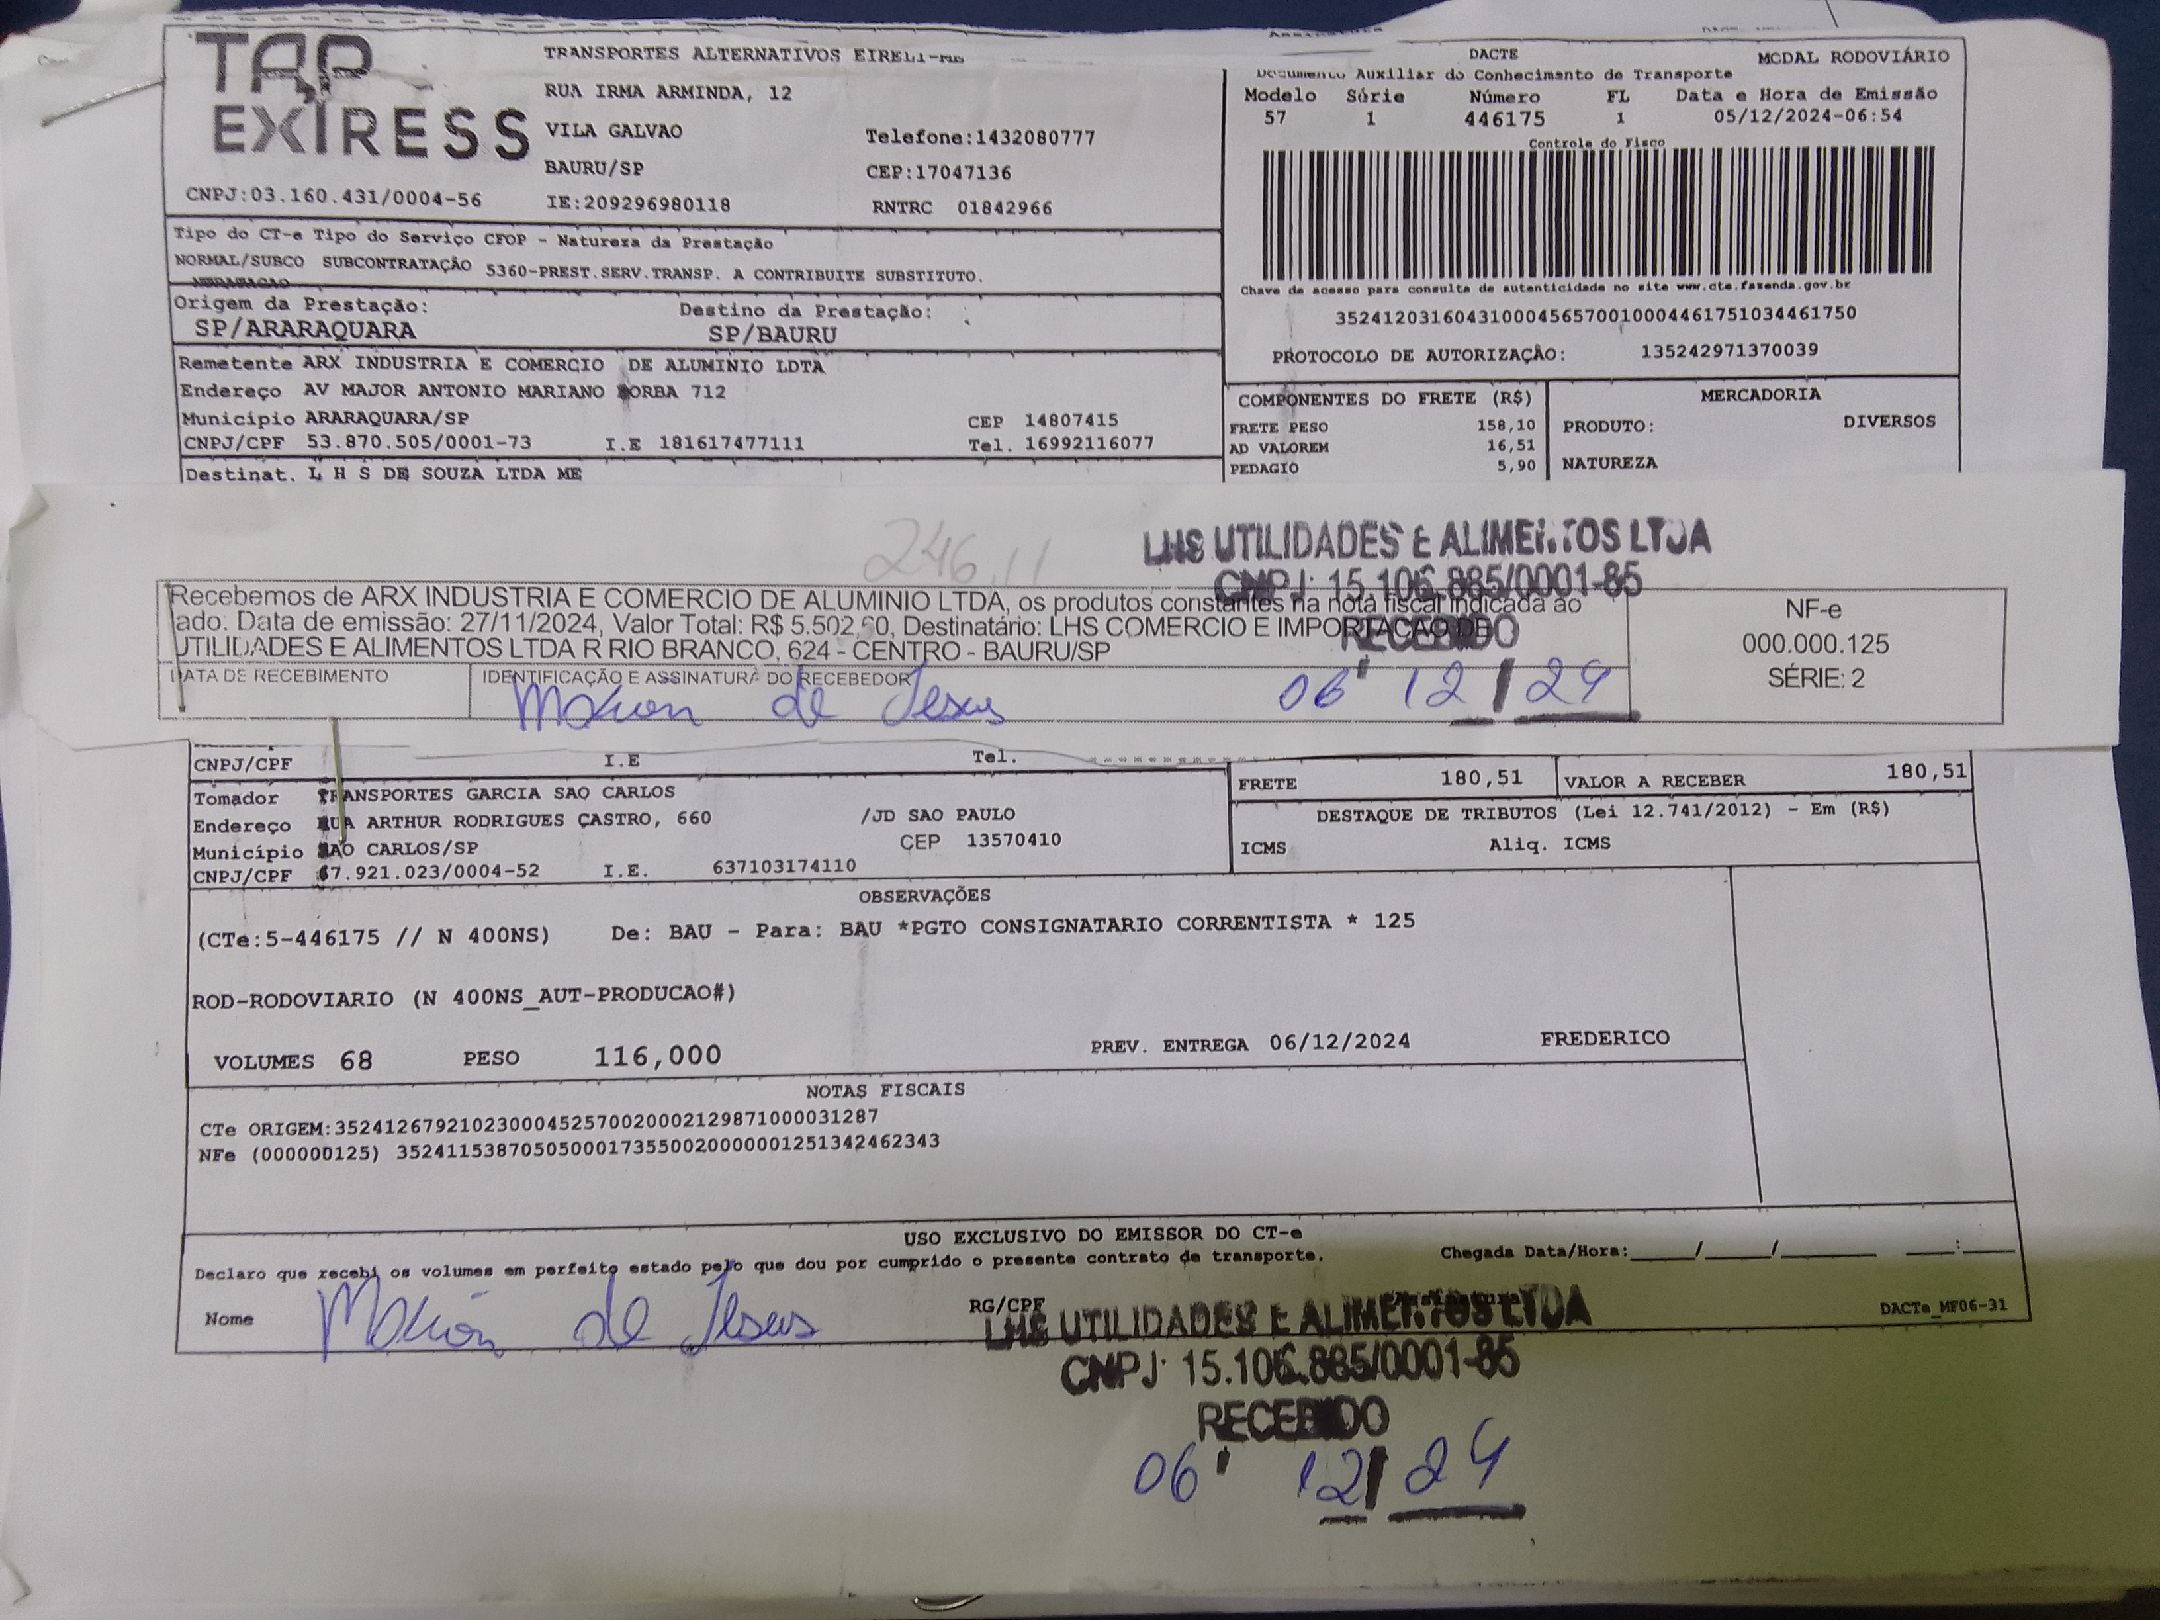 TAP
EXPRESS
CNPJ:03.160.431/0004-56
TRANSPORTES ALTERNATIVOS EIRELI-
RUA IRMA ARMINDA, 12
VILA GALVAO Telefone:1432080777
BAURU/SP CEP:17047136
IE:209296980118 RNTRC 01842966
DACTE MODAL RODOVIÁRIO
Documento Auxiliar do Conhecimento de Transporte
Modelo Série Número FL Data e Hora de Emissão
57 1 446175 1 05/12/2024-06:54
Controle do Fisco
Chave de acesso para consulta de autenticidade no site www.cte.fazenda.gov.br
35241203160431000456570010004461751034461750
PROTOCOLO DE AUTORIZAÇÃO: 135242971370039
Tipo do CT-e Tipo do Serviço CFOP - Natureza da Prestação
NORMAL/SUBCO SUBCONTRATAÇÃO 5360-PREST.SERV.TRANSP. A CONTRIBUITE SUBSTITUTO.
Origem da Prestação: Destino da Prestação:
SP/ARARAQUARA SP/BAURU
Remetente ARX INDUSTRIA E COMERCIO DE ALUMINIO LDTA
Endereço AV MAJOR ANTONIO MARIANO BORBA 712
Município ARARAQUARA/SP CEP 14807415
CNPJ/CPF 53.870.505/0001-73 I.E 181617477111 Tel. 16992116077
Destinat. L H S DE SOUZA LTDA ME
COMPONENTES DO FRETE (R$) MERCADORIA
FRETE PESO 158,10 PRODUTO: DIVERSOS
AD VALOREM 16,51
PEDAGIO 5,90 NATUREZA
246,11
LHS UTILIDADES E ALIMENTOS LTDA
CNPJ: 15.106.885/0001-85
RECEBIDO
Recebemos de ARX INDUSTRIA E COMERCIO DE ALUMINIO LTDA, os produtos constantes na nota fiscal indicada ao
lado. Data de emissão: 27/11/2024, Valor Total: R$ 5.502,60, Destinatário: LHS COMERCIO E IMPORTACAO DE
UTILIDADES E ALIMENTOS LTDA R RIO BRANCO, 624 - CENTRO - BAURU/SP
DATA DE RECEBIMENTO IDENTIFICAÇÃO E ASSINATURA DO RECEBEDOR
de Jesus 06 12/24
NF-e
000.000.125
SÉRIE: 2
CNPJ/CPF I.E Tel.
Tomador TRANSPORTES GARCIA SAO CARLOS
Endereço RUA ARTHUR RODRIGUES CASTRO, 660 /JD SAO PAULO
Município SAO CARLOS/SP CEP 13570410
CNPJ/CPF 67.921.023/0004-52 I.E. 637103174110
FRETE 180,51 VALOR A RECEBER 180,51
DESTAQUE DE TRIBUTOS (Lei 12.741/2012) - Em (R$)
ICMS Aliq. ICMS
OBSERVAÇÕES
(CTe:5-446175 // N 400NS) De: BAU - Para: BAU *PGTO CONSIGNATARIO CORRENTISTA * 125
ROD-RODOVIARIO (N 400NS_AUT-PRODUCAO#)
VOLUMES 68 PESO 116,000 PREV. ENTREGA 06/12/2024 FREDERICO
NOTAS FISCAIS
CTe ORIGEM:35241267921023000452570020002129871000031287
NFe (000000125) 35241153870505000173550020000001251342462343
USO EXCLUSIVO DO EMISSOR DO CT-e
Declaro que recebi os volumes em perfeito estado pelo que dou por cumprido o presente contrato de transporte. Chegada Data/Hora:____/____/______ ___:___
Nome de Jesus RG/CPF DACTe_MF06-31
LHS UTILIDADES E ALIMENTOS LTDA
CNPJ: 15.106.885/0001-85
RECEBIDO
06 12/24